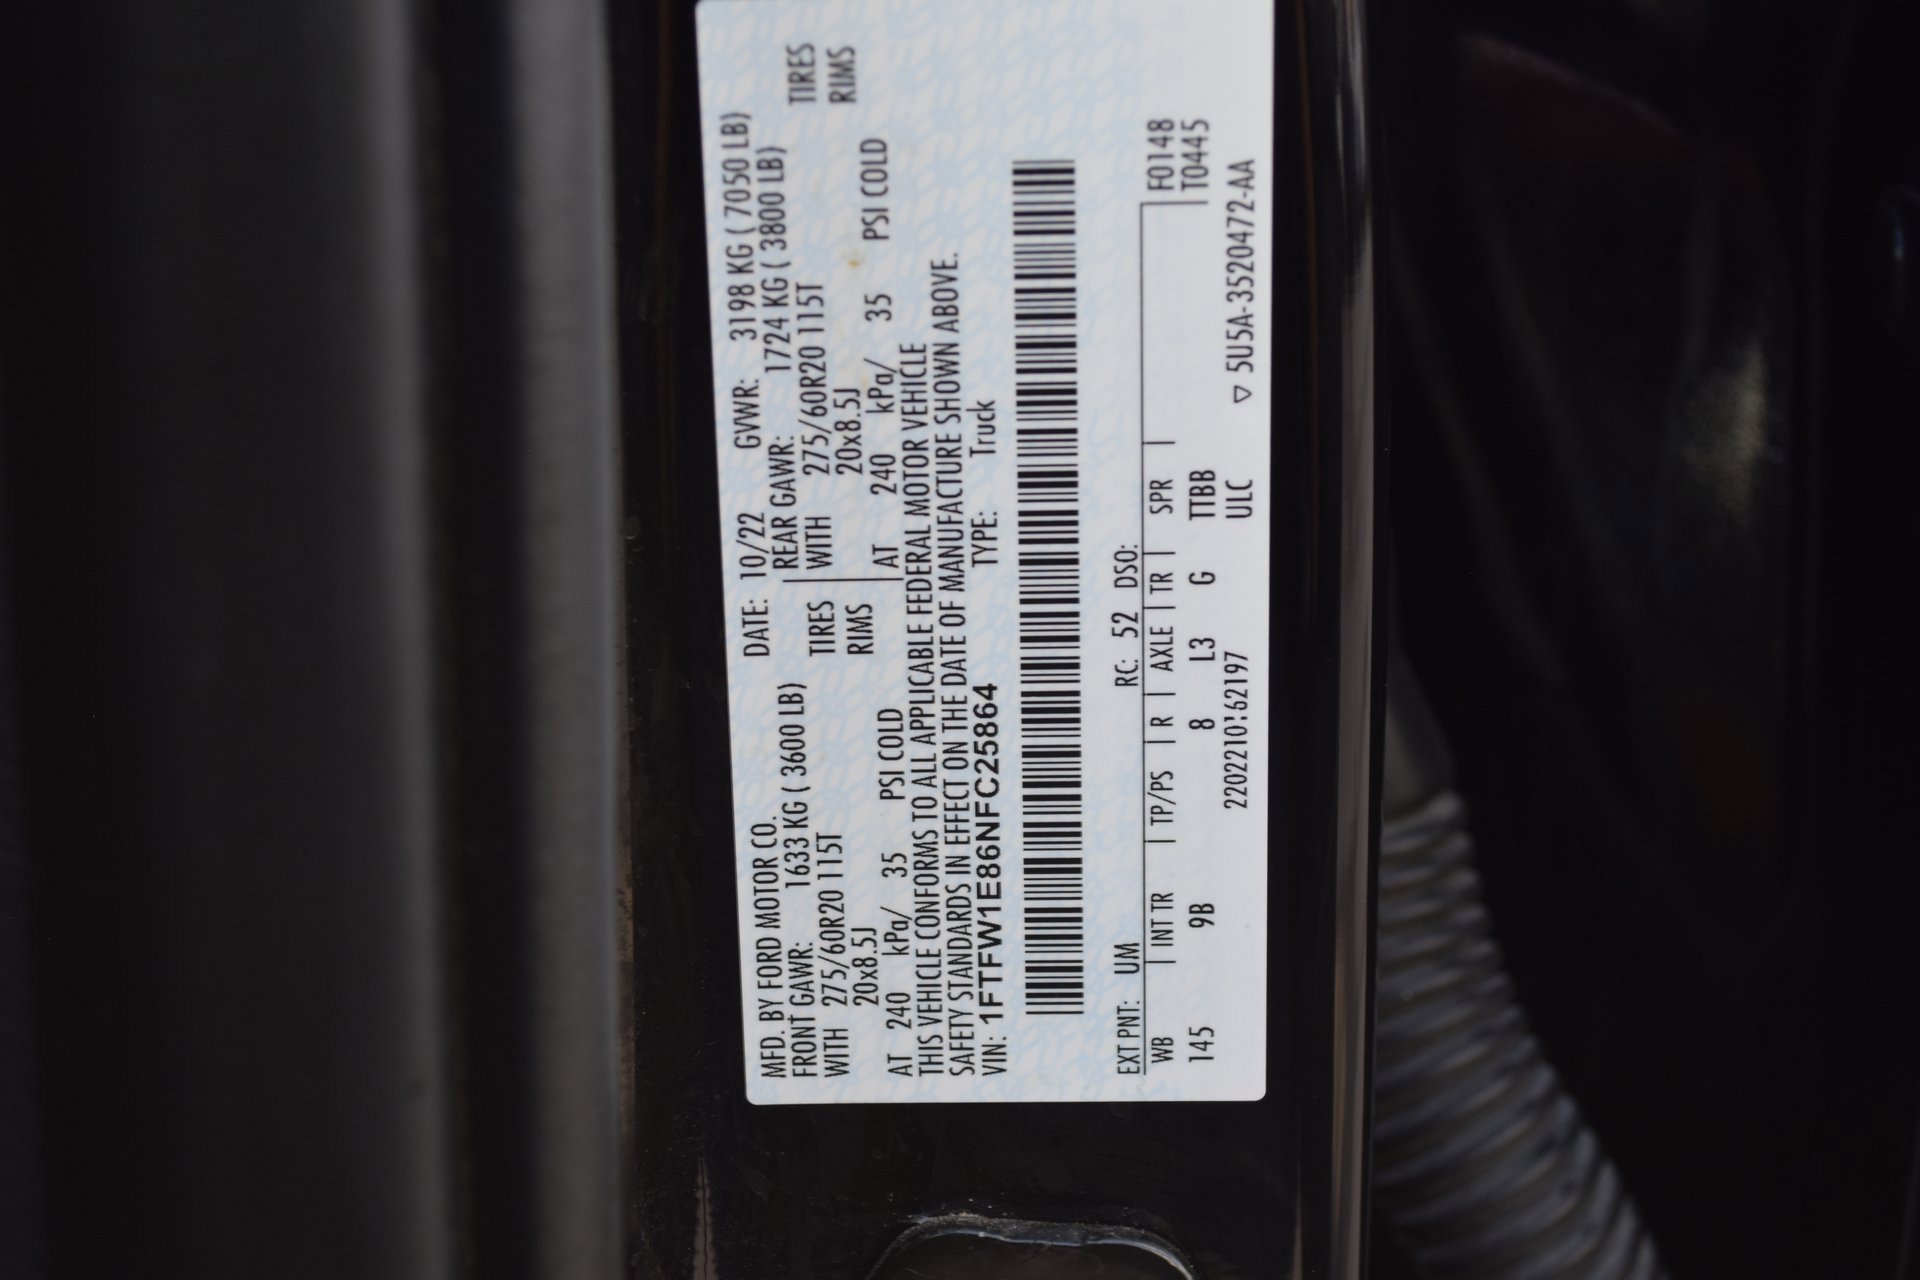 MFD. BY FORD MOTOR CO. DATE: 10/22 GVWR: 3198 KG ( 7050 LB)
FRONT GAWR: 1633 KG ( 3600 LB) REAR GAWR: 1724 KG ( 3800 LB)
WITH 275/60R20 115T TIRES WITH 275/60R20 115T TIRES
20x8.5J RIMS 20x8.5J RIMS
AT 240 kPa/ 35 PSI COLD AT 240 kPa/ 35 PSI COLD
THIS VEHICLE CONFORMS TO ALL APPLICABLE FEDERAL MOTOR VEHICLE
SAFETY STANDARDS IN EFFECT ON THE DATE OF MANUFACTURE SHOWN ABOVE.
VIN: 1FTFW1E86NFC25864 TYPE: Truck
EXT PNT: UM RC: 52 DSO:
WB | INT TR | TP/PS | R | AXLE | TR | SPR | F0148
145 9B 8 L3 G TTBB T0445
2202210162197 ULC ▽ 5U5A-3520472-AA